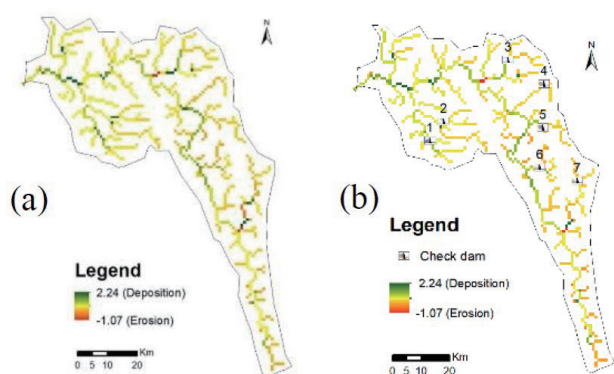 N
(a)
Legend
2.24 (Deposition)
-1.07 (Erosion)
Km
0 5 10 20
N
3
4
2
5
1
6
7
(b)
Legend
Check dam
2.24 (Deposition)
-1.07 (Erosion)
Km
0 5 10 20